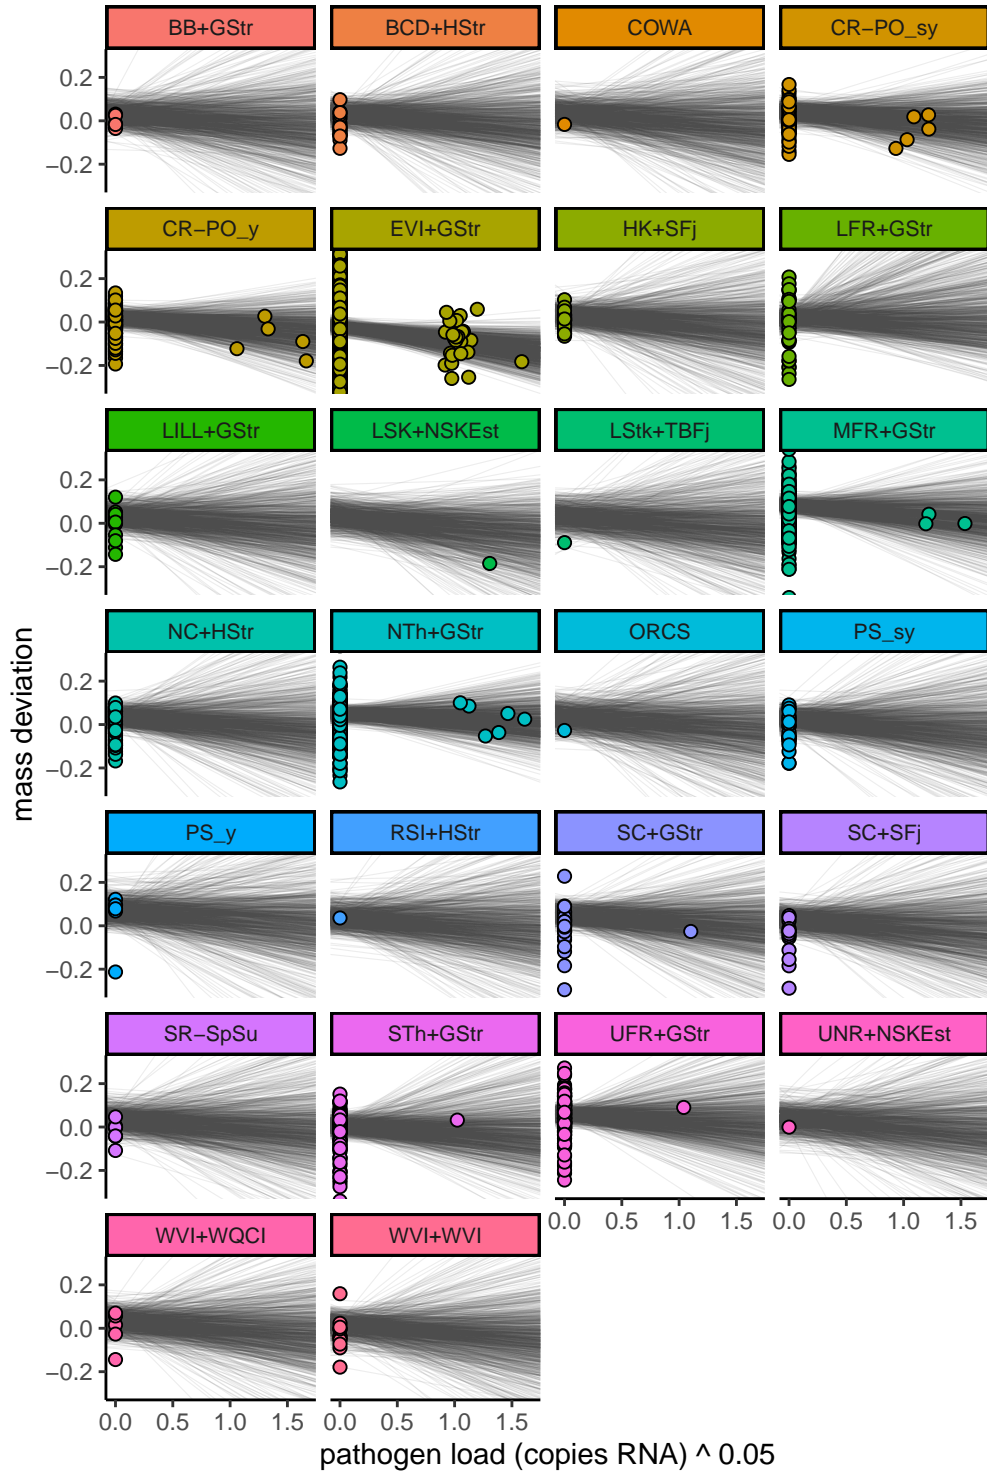 BB+GStr BCD+HStr COWA CR−PO_sy
0.2
0.0
−0.2
CR−PO_y EVI+GStr HK+SFj LFR+GStr
0.2
0.0
−0.2
LILL+GStr LSK+NSKEst LStk+TBFj MFR+GStr
0.2
0.0
−0.2
NC+HStr NTh+GStr ORCS PS_sy
0.2
0.0
−0.2
mass deviation
PS_y RSI+HStr SC+GStr SC+SFj
0.2
0.0
−0.2
SR−SpSu STh+GStr UFR+GStr UNR+NSKEst
0.2
0.0
−0.2
0.0 0.5 1.0 1.5 0.0 0.5 1.0 1.5
WVI+WQCI WVI+WVI
0.2
0.0
−0.2
0.0 0.5 1.0 1.5 0.0 0.5 1.0 1.5
pathogen load (copies RNA) ^ 0.05